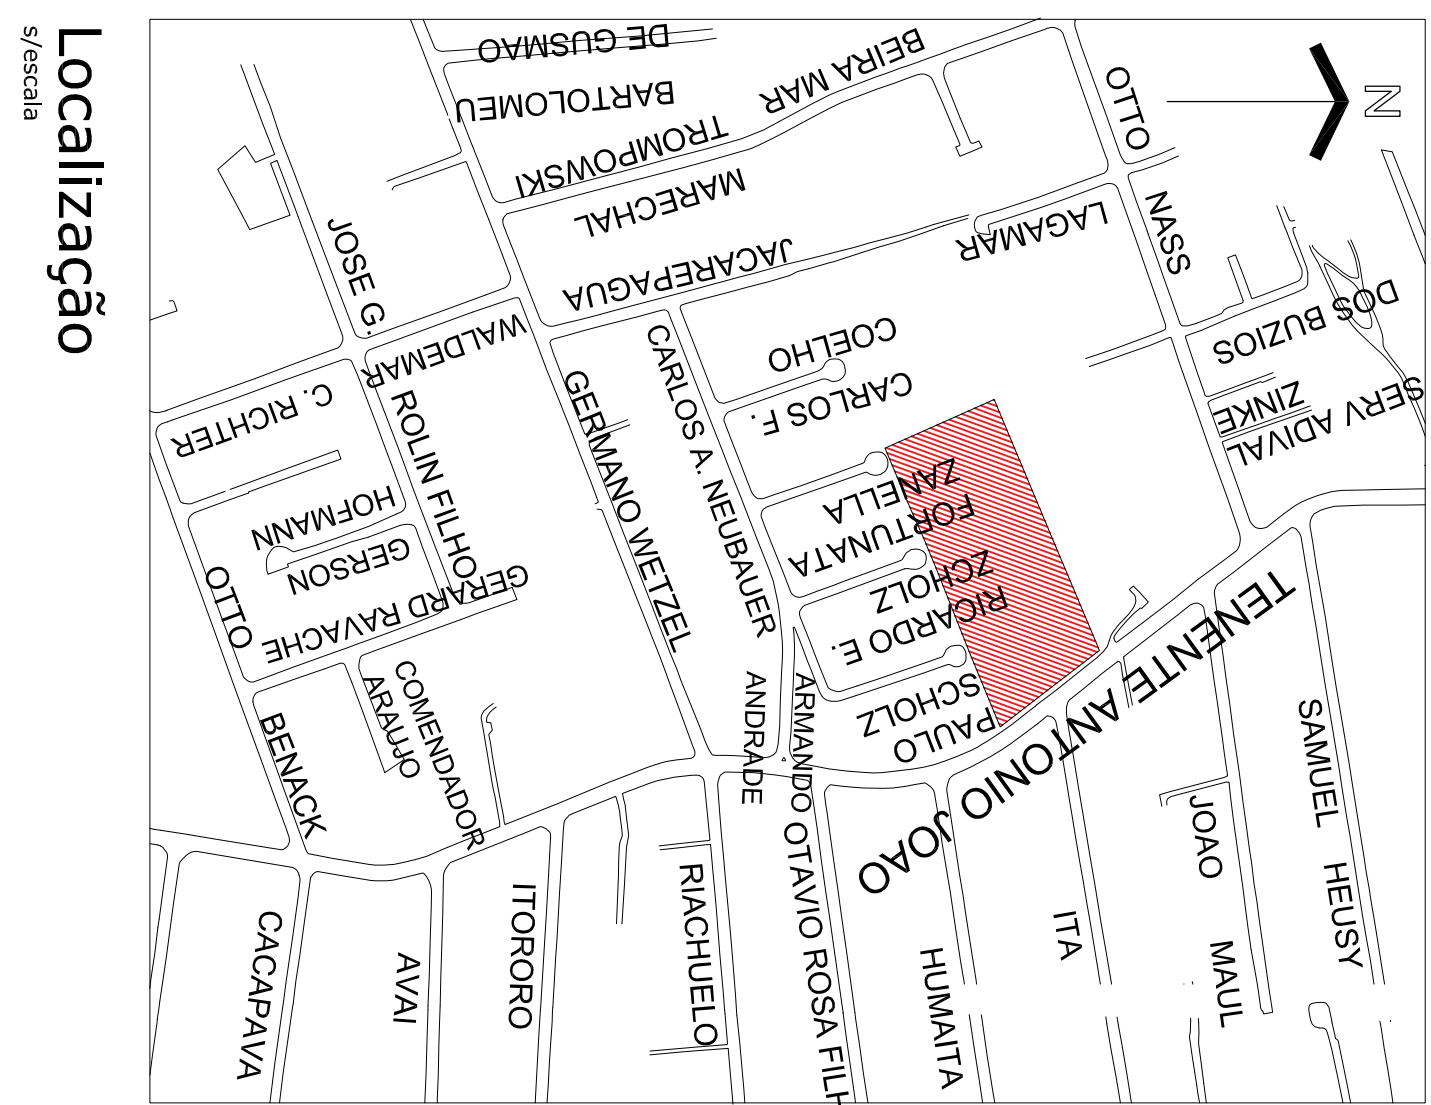 Localização
s/escala
N
DE GUSMAO
BARTOLOMEU
BEIRA MAR
TROMPOWSKI
MARECHAL
OTTO
NASS
LAGAMAR
JACAREPAGUA
JOSE G.
ROLIN FILHO
WALDEMAR
C. RICHTER
HOFMANN
GERSON
GERARD RAVACHE
OTTO
BENACK
COMENDADOR
ARAUJO
GERMANO WETZEL
CARLOS A. NEUBAUER
COELHO
CARLOS F.
ZANELLA
FORTUNATA
ZCHOLZ
RICARDO E.
SCHOLZ
PAULO
DOS BUZIOS
ZINKE
SERV ADIVAL
TENENTE ANTONIO JOAO
ANDRADE
ARMANDO
OTAVIO ROSA FILH
CACAPAVA
AVAI
ITORORO
RIACHUELO
HUMAITA
ITA
JOAO
MAUL
SAMUEL
HEUSY